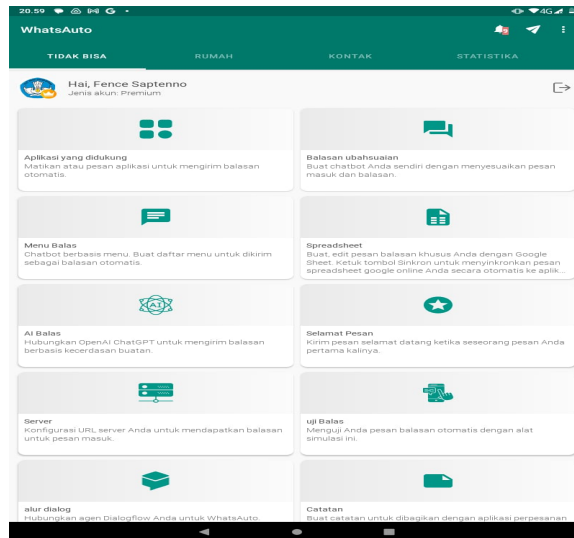 20.59
4G
WhatsAuto
TIDAK BISA
RUMAH
KONTAK
STATISTIKA
Hai, Fence Saptenno
Jenis akun: Premium
Aplikasi yang didukung
Matikan atau pesan aplikasi untuk mengirim balasan
otomatis.
Balasan ubahsuaian
Buat chatbot Anda sendiri dengan menyesuaikan pesan
masuk dan balasan.
Menu Balas
Chatbot berbasis menu. Buat daftar menu untuk dikirim
sebagai balasan otomatis.
Spreadsheet
Buat, edit pesan balasan khusus Anda dengan Google
Sheet. Ketuk tombol Sinkron untuk menyinkronkan pesan
spreadsheet google online Anda secara otomatis ke aplik...
AI
AI Balas
Hubungkan OpenAI ChatGPT untuk mengirim balasan
berbasis kecerdasan buatan.
Selamat Pesan
Kirim pesan selamat datang ketika seseorang pesan Anda
pertama kalinya.
Server
Konfigurasi URL server Anda untuk mendapatkan balasan
untuk pesan masuk.
uji Balas
Menguji Anda pesan balasan otomatis dengan alat
simulasi ini.
alur dialog
Hubungkan agen Dialogflow Anda untuk WhatsAuto.
Catatan
Buat catatan untuk dibagikan dengan aplikasi perpesanan